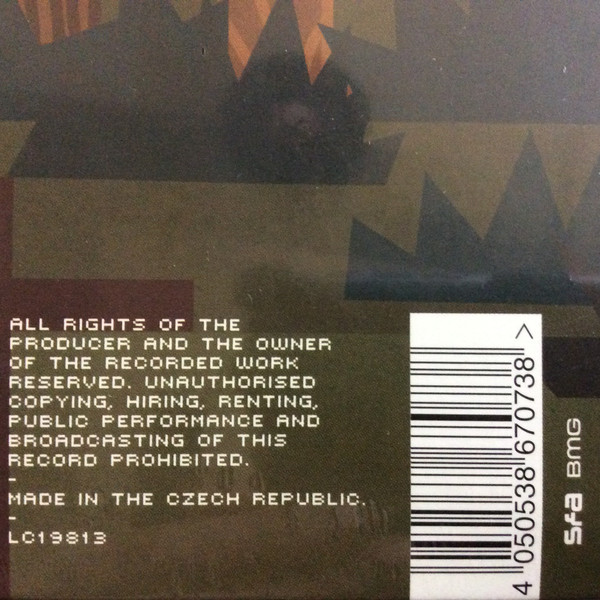 ALL RIGHTS OF THE
PRODUCER AND THE OWNER
OF THE RECORDED WORK
RESERVED. UNAUTHORISED
COPYING, HIRING, RENTING,
PUBLIC PERFORMANCE AND
BROADCASTING OF THIS
RECORD PROHIBITED.
-
MADE IN THE CZECH REPUBLIC.
-
LC19813
4 050538 670738 >
sfa BMG